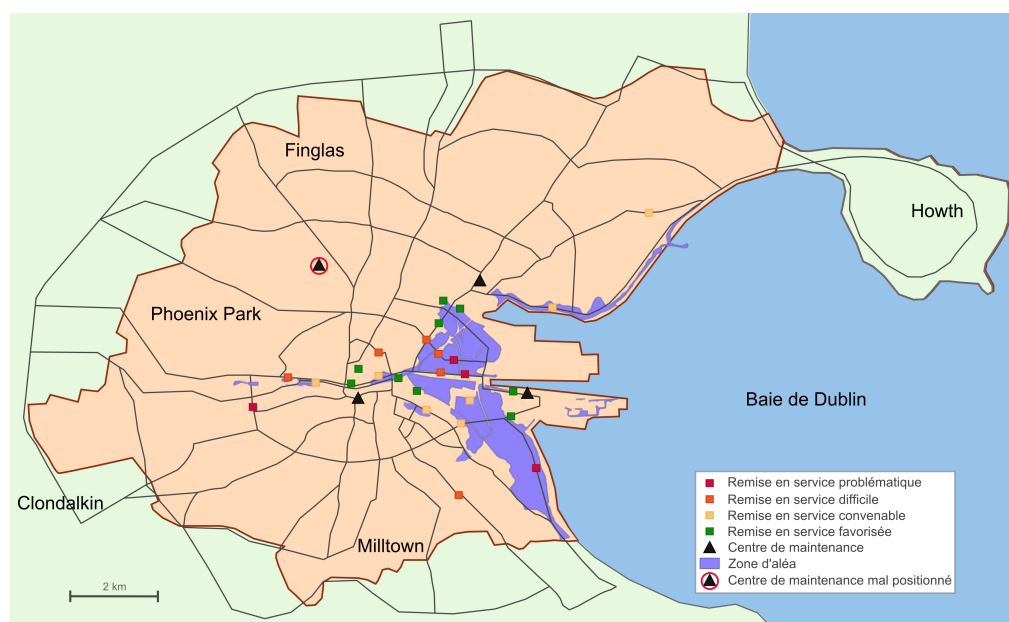 Finglas
Howth
Phoenix Park
Baie de Dublin
Clondalkin
Milltown
2 km
Remise en service problématique
Remise en service difficile
Remise en service convenable
Remise en service favorisée
Centre de maintenance
Zone d'aléa
Centre de maintenance mal positionné